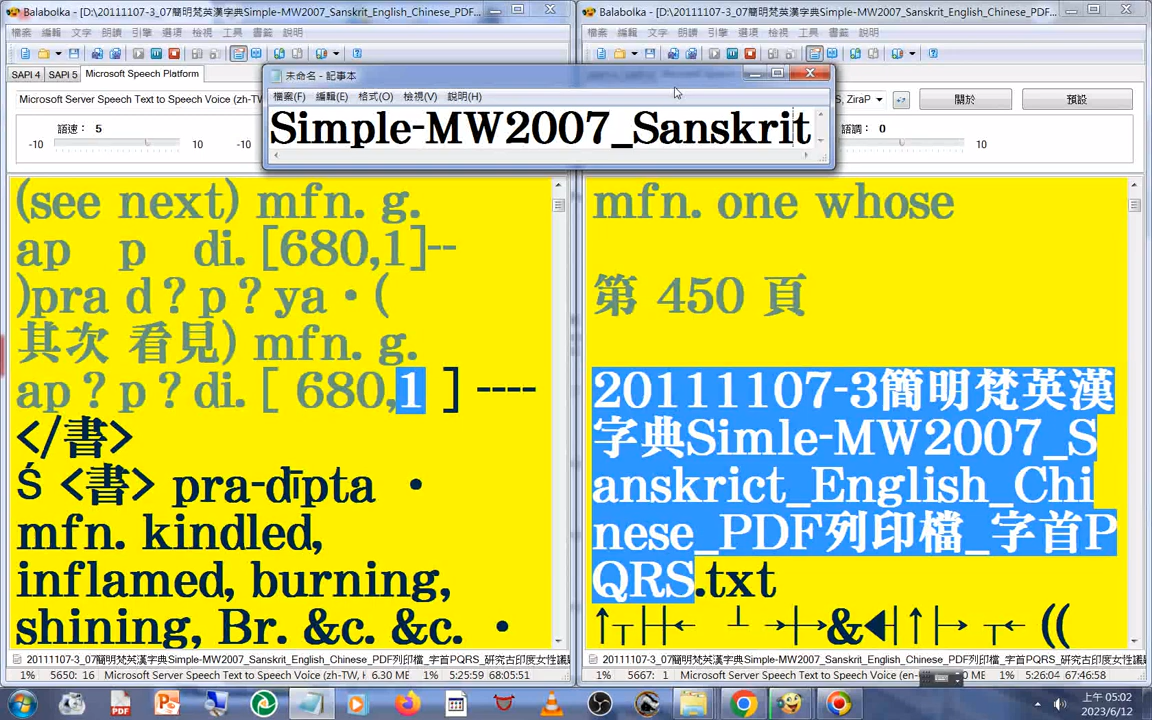 Balabolka - [D:\20111107-3_07簡明梵英漢字典Simple-MW2007_Sanskrit_English_Chinese_PDF...
檔案 編輯 文字 朗讀 引擎 選項 檢視 工具 書籤 說明
SAPI 4 SAPI 5 Microsoft Speech Platform
Microsoft Server Speech Text to Speech Voice (zh-TW,
語速： 5
-10 10 -10
(see next) mfn. g.
ap p di. [680,1]--
)pra d？p？ya •(
其次 看見) mfn. g.
ap？p？di. [ 680,1 ] ----
</書>
Ś <書> pra-dīpta •
mfn. kindled,
inflamed, burning,
shining, Br. &c. &c. •
20111107-3_07簡明梵英漢字典Simple-MW2007_Sanskrit_English_Chinese_PDF列印檔_字首PQRS_研究古印度女性議題
1% 5650: 16 Microsoft Server Speech Text to Speech Voice (zh-TW, 6.30 ME 5:25:59 68:05:51
未命名 - 記事本
檔案(F) 編輯(E) 格式(O) 檢視(V) 說明(H)
Simple-MW2007_Sanskrit
Balabolka - [D:\20111107-3_07簡明梵英漢字典Simple-MW2007_Sanskrit_English_Chinese_PDF...
檔案 編輯 文字 朗讀 引擎 選項 檢視 工具 書籤 說明
SZ, ZiraP 關於 預設
語調： 0
10
mfn. one whose
第 450 頁
20111107-3簡明梵英漢
字典Simle-MW2007_S
anskrict_English_Chi
nese_PDF列印檔_字首P
QRS.txt
↑┬├┼← ┴ →┼→&◀┤↑├→ ┬← ((
20111107-3_07簡明梵英漢字典Simple-MW2007_Sanskrit_English_Chinese_PDF列印檔_字首PQRS_研究古印度女性議題
1% 5667: 1 Microsoft Server Speech Text to Speech Voice (en-GB ME 5:26:04 67:46:58
上午 05:02
2023/6/12